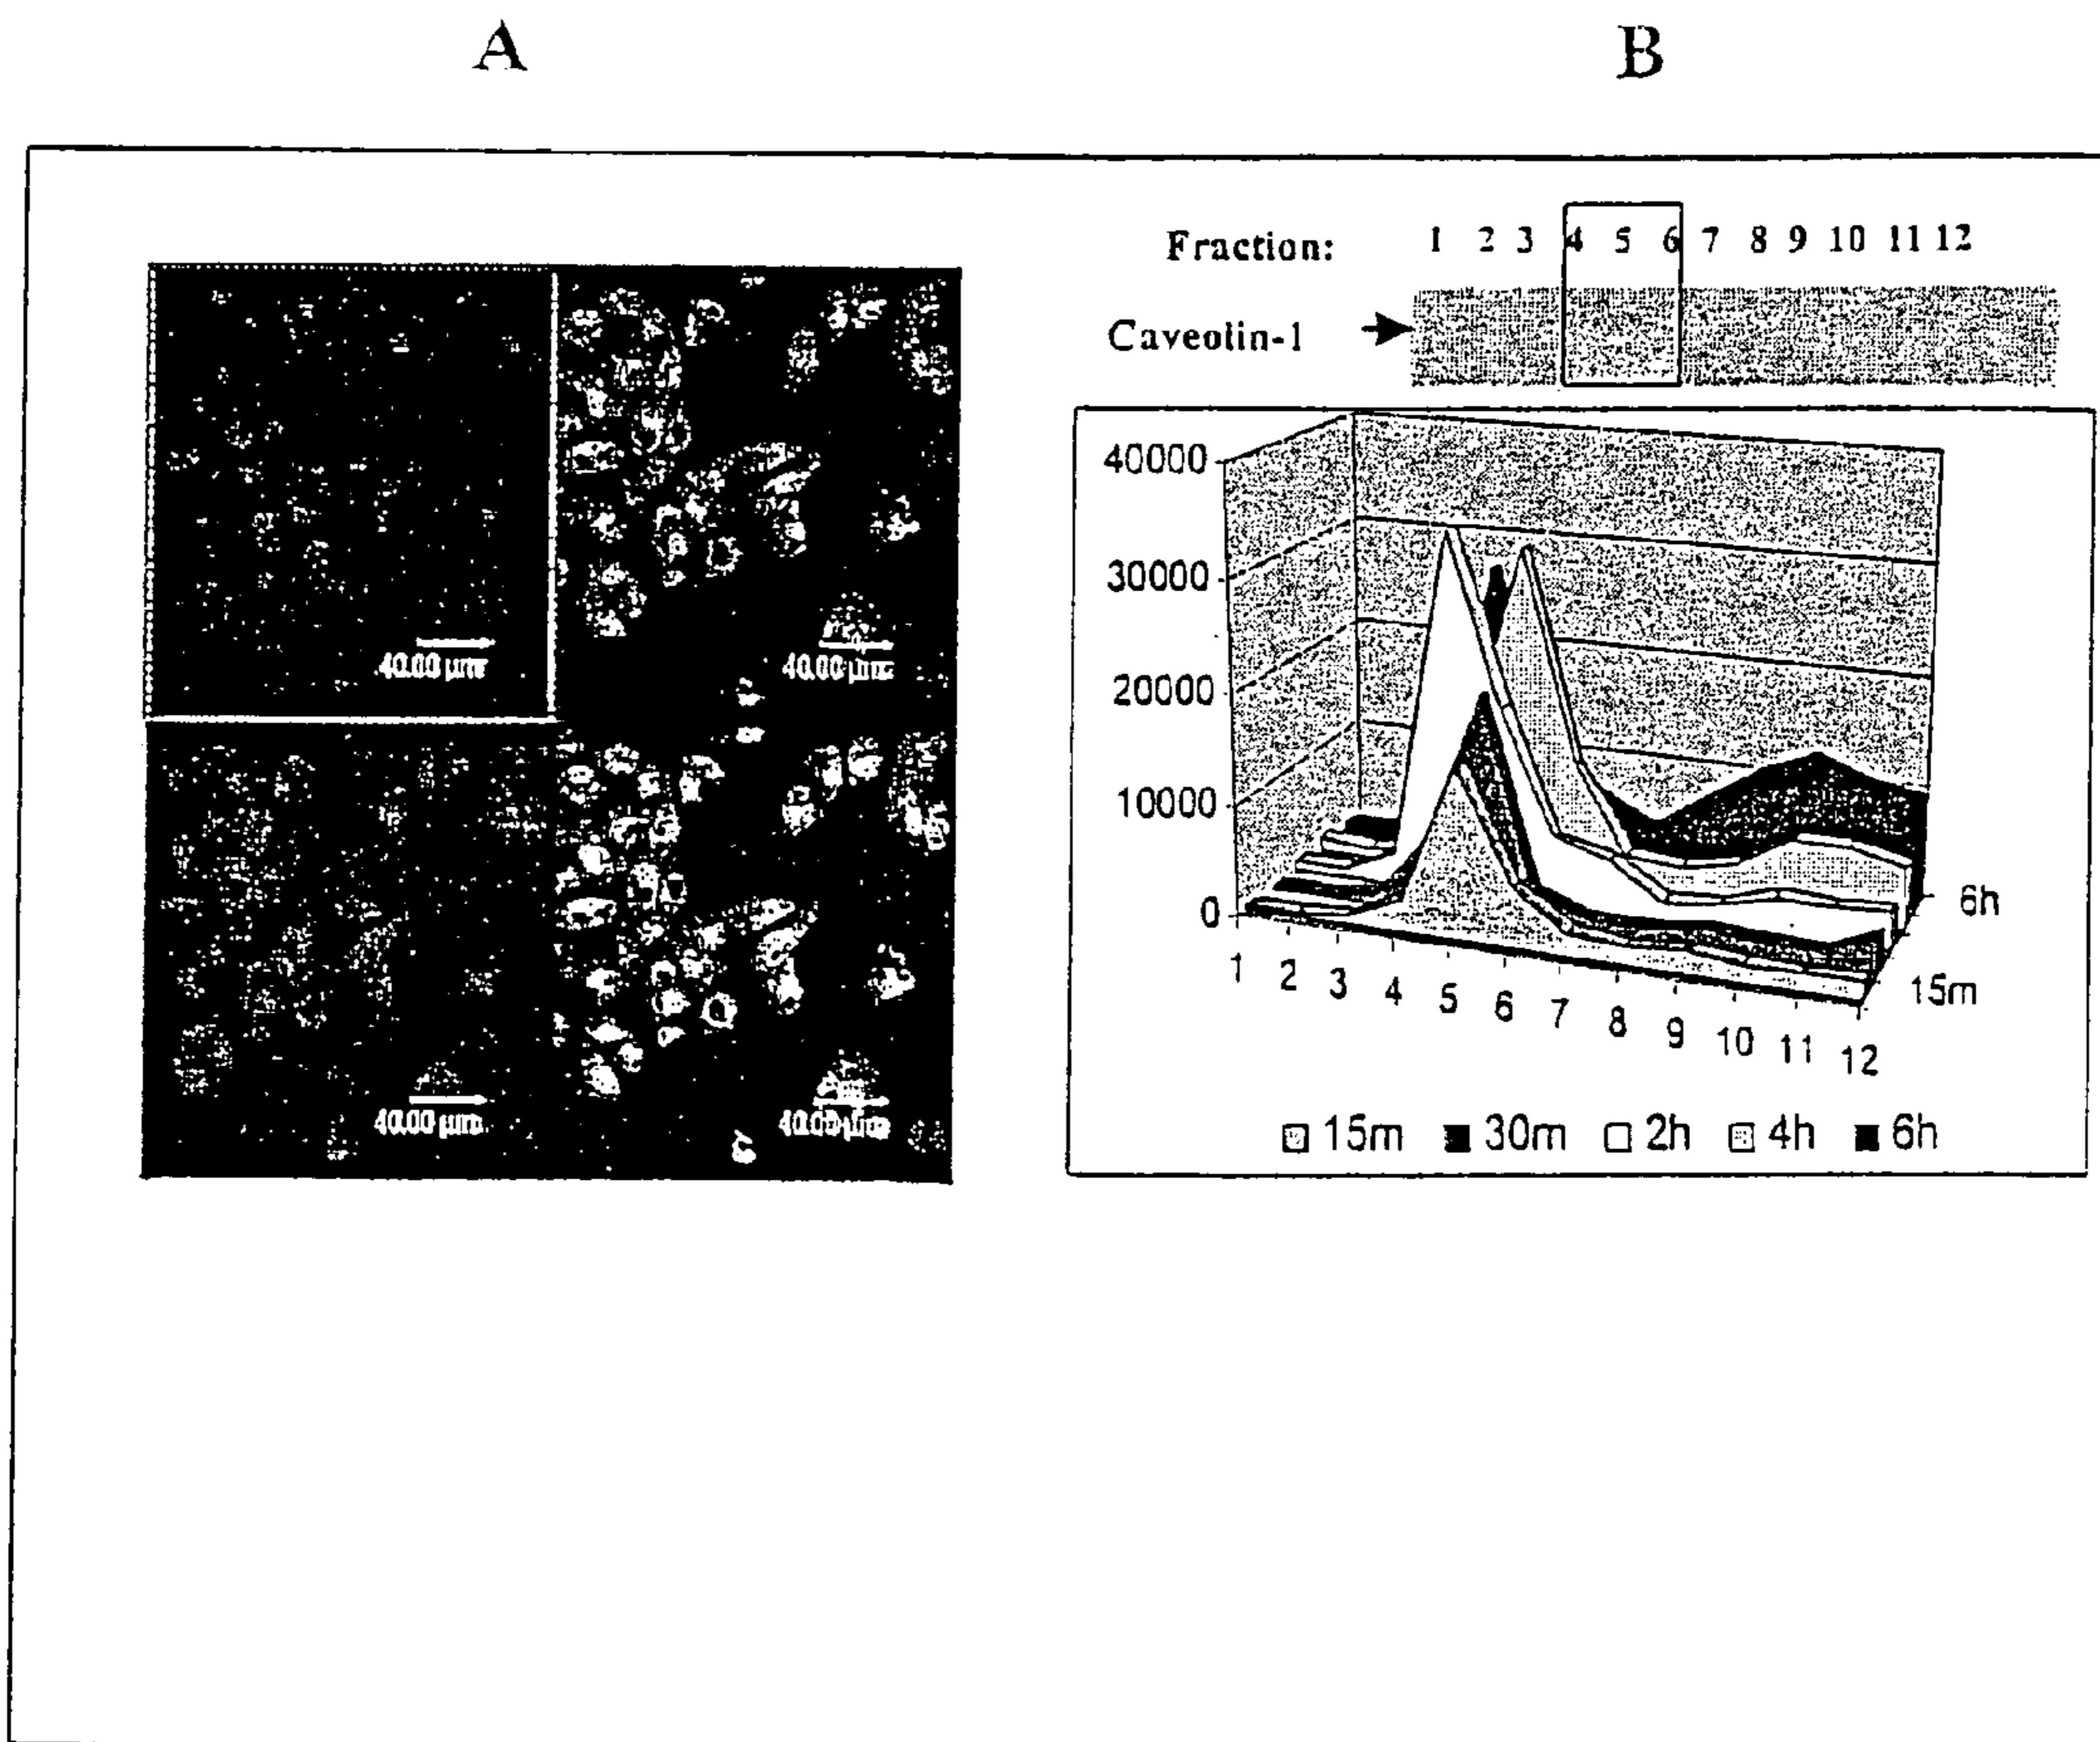 A
B
Fraction: 1 2 3 4 5 6 7 8 9 10 11 12
Caveolin-1
40.00 µm
40.00 µm
40.00 µm
40.00 µm
40000
30000
20000
10000
0
1 2 3 4 5 6 7 8 9 10 11 12
6h
15m
15m 30m 2h 4h 6h